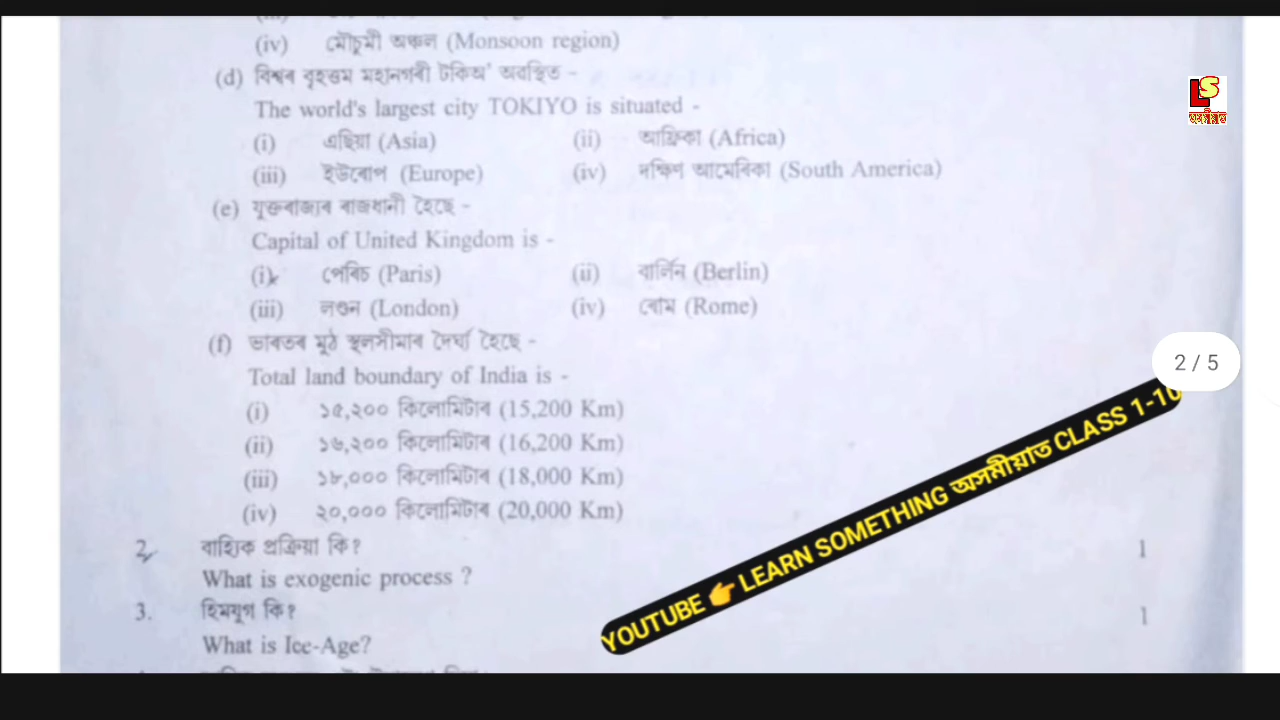 (iv) মৌচুমী অঞ্চল (Monsoon region)
(d) বিশ্বৰ বৃহত্তম মহানগৰী টকিঅ' অৱস্থিত -
The world's largest city TOKIYO is situated -
(i) এছিয়া (Asia) (ii) আফ্ৰিকা (Africa)
(iii) ইউৰোপ (Europe) (iv) দক্ষিণ আমেৰিকা (South America)
(e) যুক্তৰাজ্যৰ ৰাজধানী হৈছে -
Capital of United Kingdom is -
(i) পেৰিচ (Paris) (ii) বাৰ্লিন (Berlin)
(iii) লণ্ডন (London) (iv) ৰোম (Rome)
(f) ভাৰতৰ মুঠ স্থলসীমাৰ দৈৰ্ঘ্য হৈছে -
Total land boundary of India is -
(i) ১৫,২০০ কিলোমিটাৰ (15,200 Km)
(ii) ১৬,২০০ কিলোমিটাৰ (16,200 Km)
(iii) ১৮,০০০ কিলোমিটাৰ (18,000 Km)
(iv) ২০,০০০ কিলোমিটাৰ (20,000 Km)
2. বাহ্যিক প্ৰক্ৰিয়া কি? 1
What is exogenic process ?
3. হিমযুগ কি? 1
What is Ice-Age?
LS
2 / 5
YOUTUBE 👉 LEARN SOMETHING অসমীয়াত CLASS 1-10